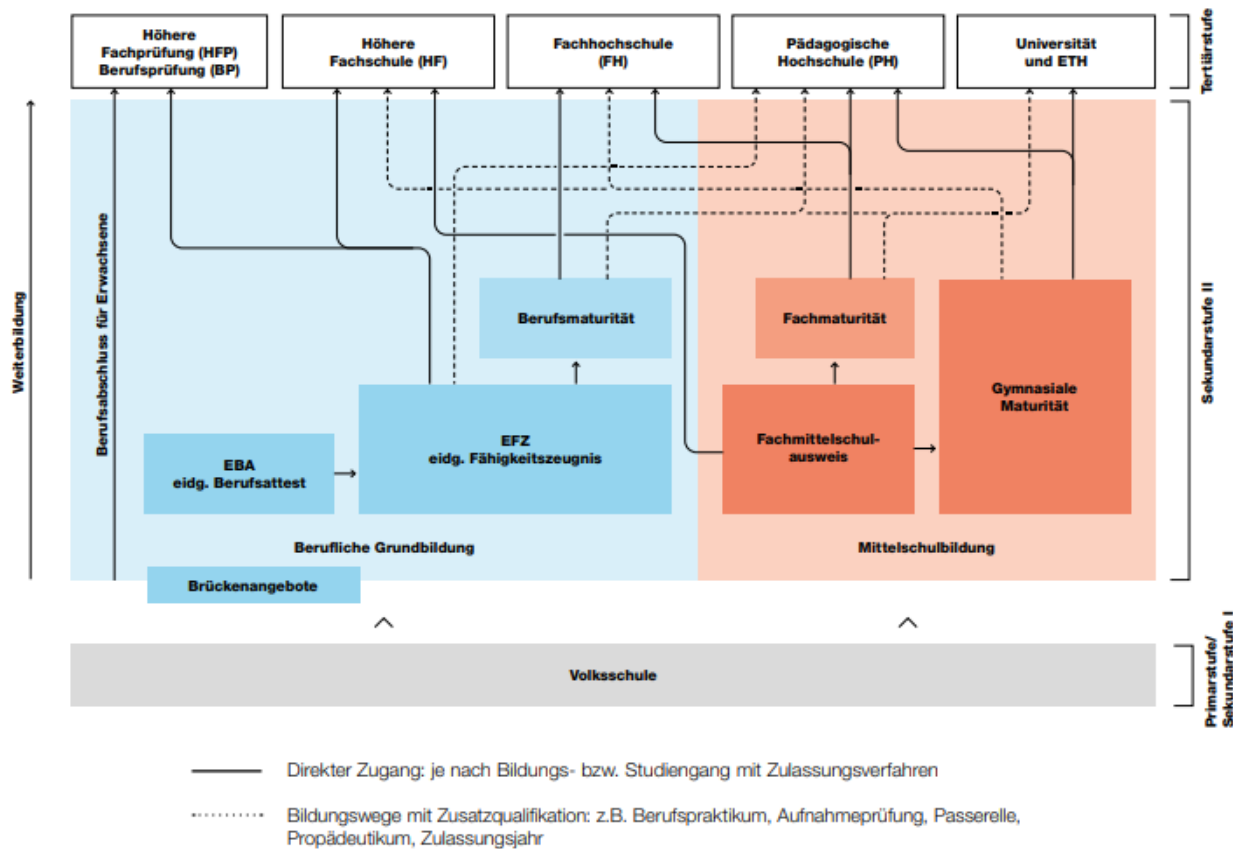 Höhere
Fachprüfung (HFP)
Berufsprüfung (BP)
Höhere
Fachschule (HF)
Fachhochschule
(FH)
Pädagogische
Hochschule (PH)
Universität
und ETH
Tertiärstufe
Weiterbildung
Berufsabschluss für Erwachsene
Sekundarstufe II
Berufsmaturität
Fachmaturität
Gymnasiale
Maturität
EBA
eidg. Berufsattest
EFZ
eidg. Fähigkeitszeugnis
Fachmittelschul-
ausweis
Berufliche Grundbildung
Mittelschulbildung
Brückenangebote
Volksschule
Primarstufe/
Sekundarstufe I
Direkter Zugang: je nach Bildungs- bzw. Studiengang mit Zulassungsverfahren
Bildungswege mit Zusatzqualifikation: z.B. Berufspraktikum, Aufnahmeprüfung, Passerelle,
Propädeutikum, Zulassungsjahr